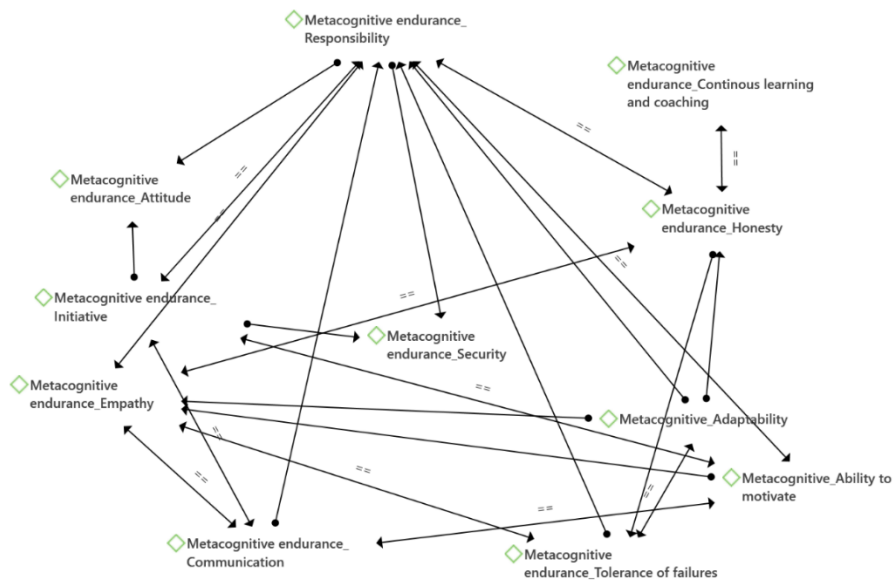 Metacognitive endurance_
Responsibility
Metacognitive
endurance_Continous learning
and coaching
==
==
==
Metacognitive
endurance_Attitude
Metacognitive
endurance_Honesty
==
==
Metacognitive endurance_
Initiative
==
Metacognitive
endurance_Security
Metacognitive
endurance_Empathy
==
Metacognitive_Adaptability
==
==
==
Metacognitive_Ability to
motivate
==
==
Metacognitive endurance_
Communication
Metacognitive
endurance_Tolerance of failures